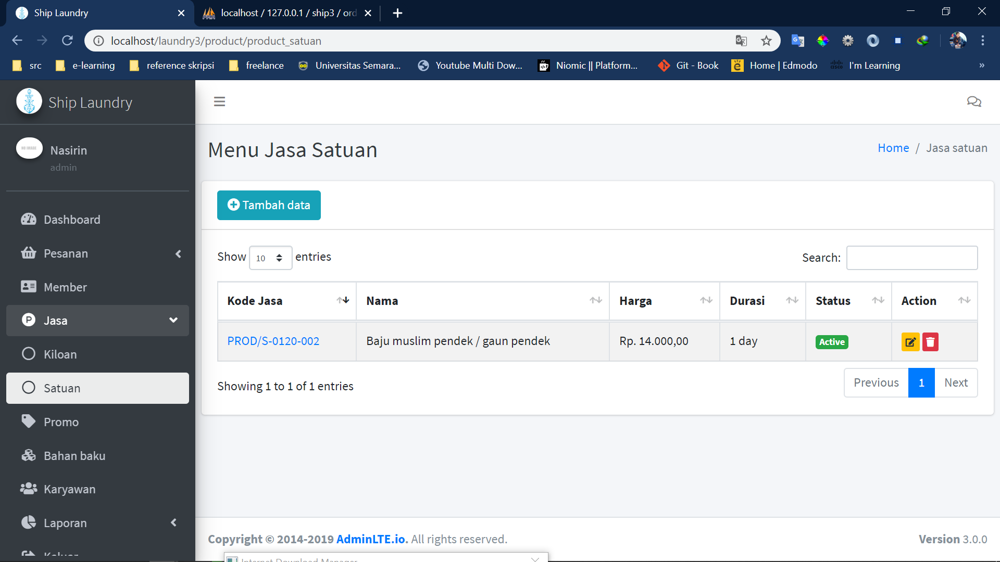 Ship Laundry
localhost / 127.0.0.1 / ship3 / ord
localhost/laundry3/product/product_satuan
src
e-learning
reference skripsi
freelance
Universitas Semara...
Youtube Multi Dow...
Niomic || Platform...
Git - Book
Home | Edmodo
I'm Learning
»
Ship Laundry
NO IMAGE
Nasirin
admin
Dashboard
Pesanan
Member
Jasa
Kiloan
Satuan
Promo
Bahan baku
Karyawan
Laporan
Keluar
Menu Jasa Satuan
Home / Jasa satuan
Tambah data
Show 10 entries
Search:
Kode Jasa Nama Harga Durasi Status Action
PROD/S-0120-002 Baju muslim pendek / gaun pendek Rp. 14.000,00 1 day Active
Showing 1 to 1 of 1 entries
Previous 1 Next
Copyright © 2014-2019 AdminLTE.io. All rights reserved.
Version 3.0.0
Internet Download Manager